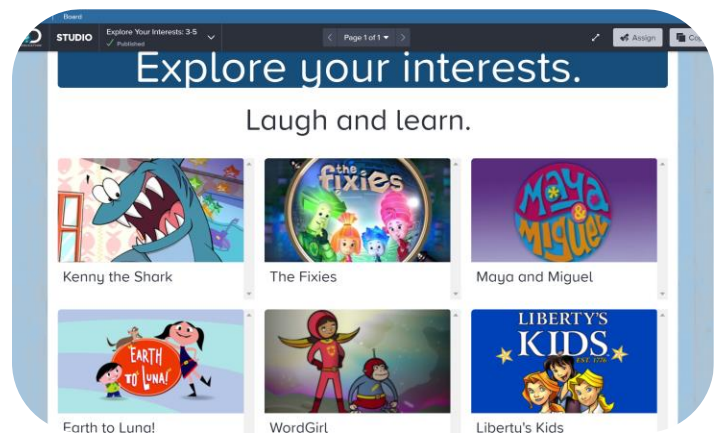 Board
STUDIO
Explore Your Interests: 3-5
Published
Page 1 of 1
Assign
Explore your interests.
Laugh and learn.
the
fixies
Maya
&
Miguel
Kenny the Shark
The Fixies
Maya and Miguel
EARTH
TO LUNA!
LIBERTY'S
KIDS
EST. 1776
Earth to Luna!
WordGirl
Liberty's Kids